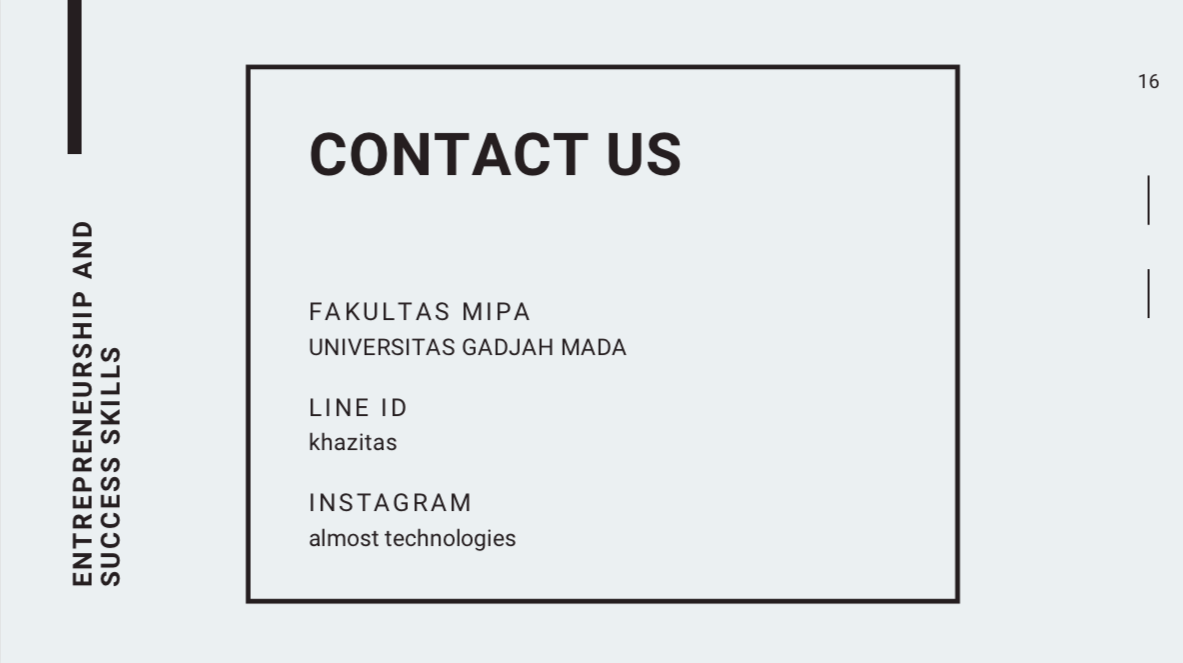 ENTREPRENEURSHIP AND
SUCCESS SKILLS
CONTACT US
FAKULTAS MIPA
UNIVERSITAS GADJAH MADA
LINE ID
khazitas
INSTAGRAM
almost technologies
16